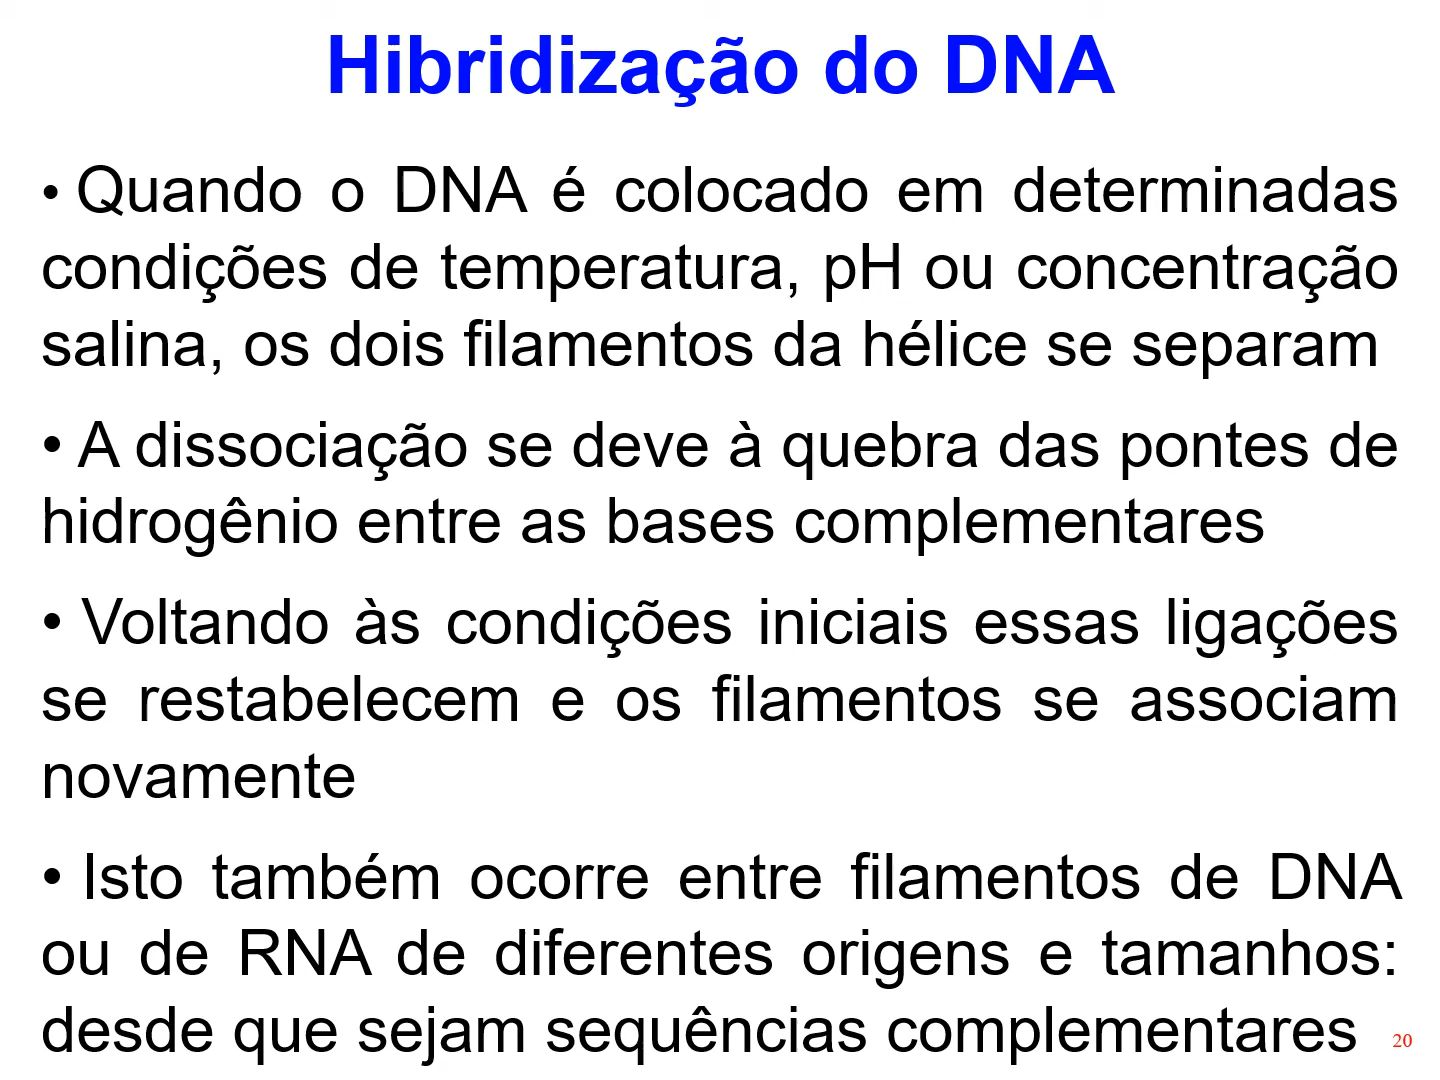 Hibridização do DNA
• Quando o DNA é colocado em determinadas
condições de temperatura, pH ou concentração
salina, os dois filamentos da hélice se separam
• A dissociação se deve à quebra das pontes de
hidrogênio entre as bases complementares
• Voltando às condições iniciais essas ligações
se restabelecem e os filamentos se associam
novamente
• Isto também ocorre entre filamentos de DNA
ou de RNA de diferentes origens e tamanhos:
desde que sejam sequências complementares
20